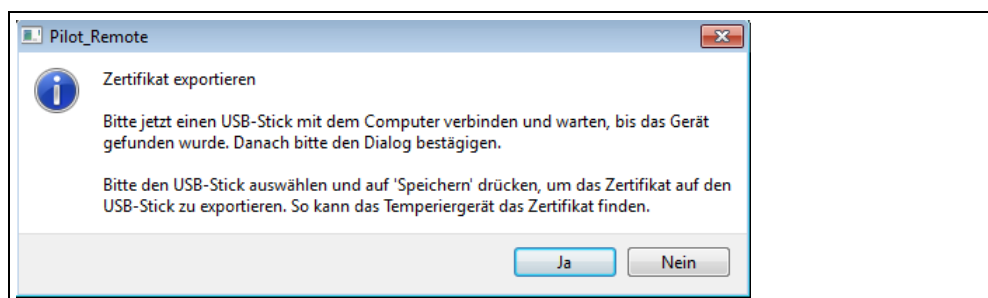 Pilot_Remote
Zertifikat exportieren
Bitte jetzt einen USB-Stick mit dem Computer verbinden und warten, bis das Gerät
gefunden wurde. Danach bitte den Dialog bestägigen.
Bitte den USB-Stick auswählen und auf 'Speichern' drücken, um das Zertifikat auf den
USB-Stick zu exportieren. So kann das Temperiergerät das Zertifikat finden.
Ja
Nein